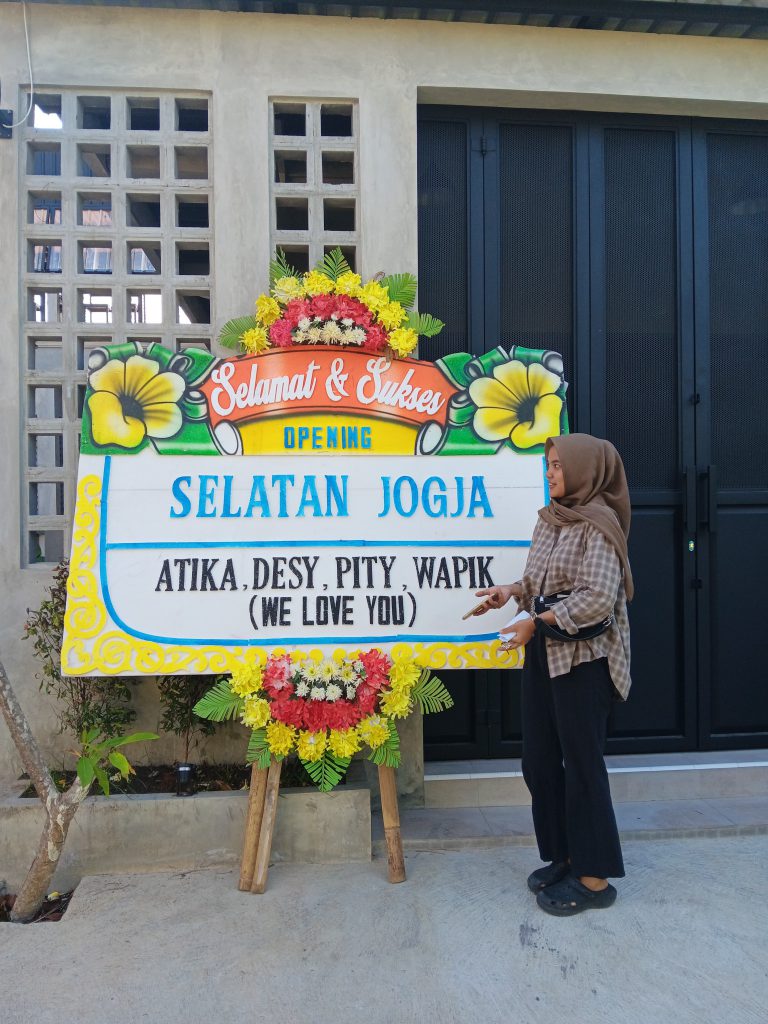 Selamat & Sukses
OPENING
SELATAN JOGJA
ATIKA, DESY, PITY, WAPIK
(WE LOVE YOU)